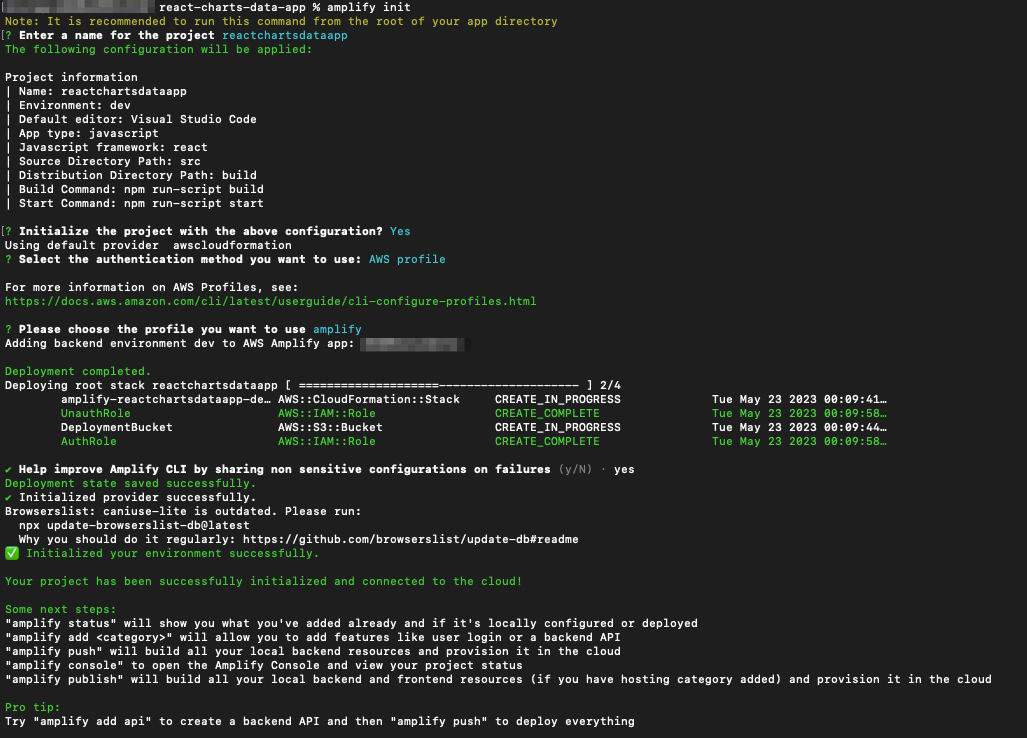 react-charts-data-app % amplify init
Note: It is recommended to run this command from the root of your app directory
[? Enter a name for the project reactchartsdataapp
The following configuration will be applied:
Project information
| Name: reactchartsdataapp
| Environment: dev
| Default editor: Visual Studio Code
| App type: javascript
| Javascript framework: react
| Source Directory Path: src
| Distribution Directory Path: build
| Build Command: npm run-script build
| Start Command: npm run-script start
[? Initialize the project with the above configuration? Yes
Using default provider  awscloudformation
? Select the authentication method you want to use: AWS profile
For more information on AWS Profiles, see:
https://docs.aws.amazon.com/cli/latest/userguide/cli-configure-profiles.html
? Please choose the profile you want to use amplify
Adding backend environment dev to AWS Amplify app:
Deployment completed.
Deploying root stack reactchartsdataapp [ ====================-------------------- ] 2/4
amplify-reactchartsdataapp-de… AWS::CloudFormation::Stack CREATE_IN_PROGRESS Tue May 23 2023 00:09:41…
UnauthRole AWS::IAM::Role CREATE_COMPLETE Tue May 23 2023 00:09:58…
DeploymentBucket AWS::S3::Bucket CREATE_IN_PROGRESS Tue May 23 2023 00:09:44…
AuthRole AWS::IAM::Role CREATE_COMPLETE Tue May 23 2023 00:09:58…
✔ Help improve Amplify CLI by sharing non sensitive configurations on failures (y/N) · yes
Deployment state saved successfully.
✔ Initialized provider successfully.
Browserslist: caniuse-lite is outdated. Please run:
npx update-browserslist-db@latest
Why you should do it regularly: https://github.com/browserslist/update-db#readme
✅ Initialized your environment successfully.
Your project has been successfully initialized and connected to the cloud!
Some next steps:
"amplify status" will show you what you've added already and if it's locally configured or deployed
"amplify add <category>" will allow you to add features like user login or a backend API
"amplify push" will build all your local backend resources and provision it in the cloud
"amplify console" to open the Amplify Console and view your project status
"amplify publish" will build all your local backend and frontend resources (if you have hosting category added) and provision it in the cloud
Pro tip:
Try "amplify add api" to create a backend API and then "amplify push" to deploy everything